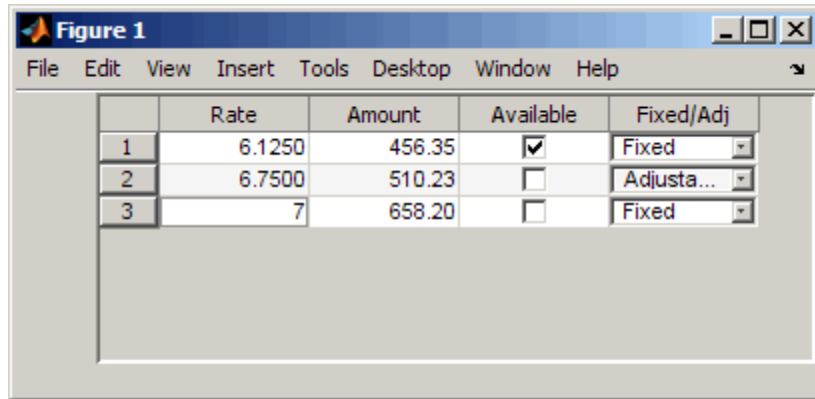 Figure 1
File Edit View Insert Tools Desktop Window Help
Rate Amount Available Fixed/Adj
1 6.1250 456.35 Fixed
2 6.7500 510.23 Adjusta...
3 7 658.20 Fixed